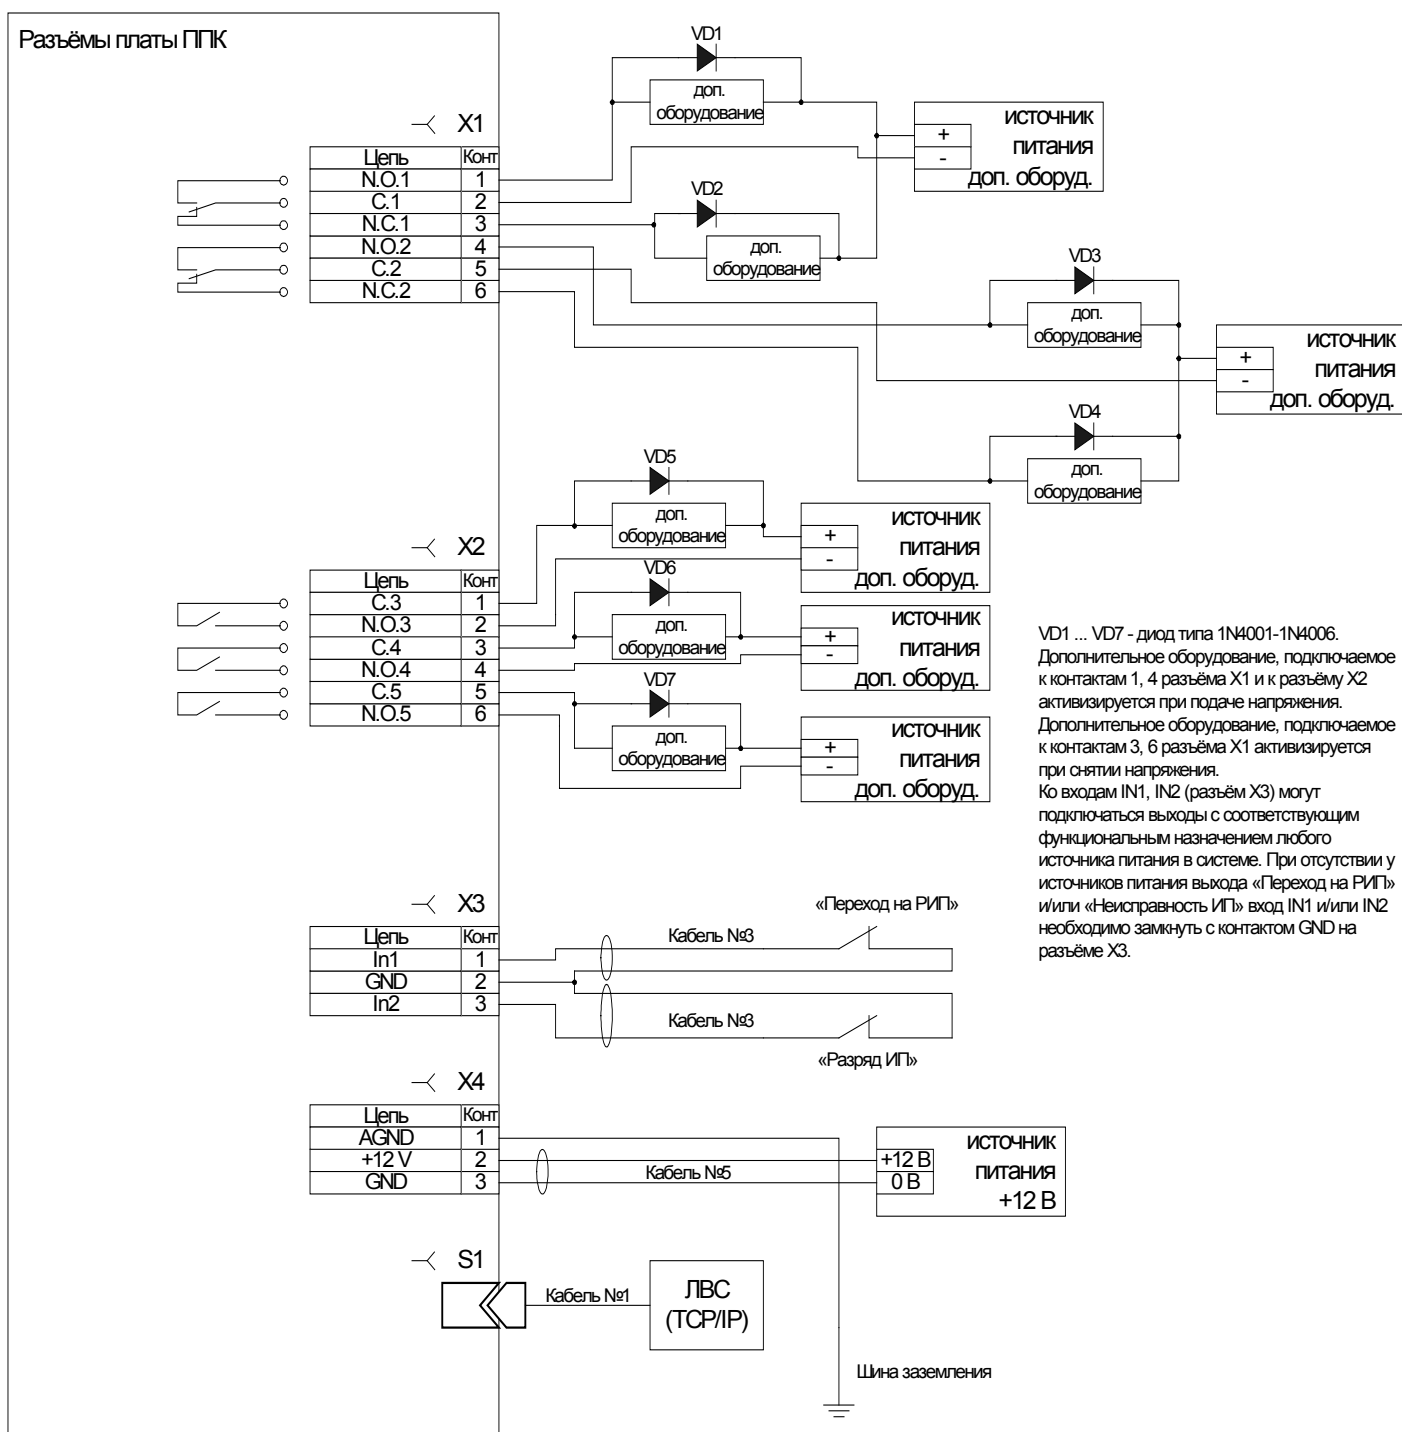 Разъёмы платы ППК
VD1
доп.
оборудование
источник
питания
доп. оборуд.
+
-
X1
Цепь Конт
N.O.1 1
C.1 2
N.C.1 3
N.O.2 4
C.2 5
N.C.2 6
VD2
доп.
оборудование
VD3
доп.
оборудование
источник
питания
доп. оборуд.
+
-
VD4
доп.
оборудование
VD5
доп.
оборудование
источник
питания
доп. оборуд.
+
-
X2
Цепь Конт
C.3 1
N.O.3 2
C.4 3
N.O.4 4
C.5 5
N.O.5 6
VD6
доп.
оборудование
источник
питания
доп. оборуд.
+
-
VD7
доп.
оборудование
источник
питания
доп. оборуд.
+
-
VD1 ... VD7 - диод типа 1N4001-1N4006.
Дополнительное оборудование, подключаемое
к контактам 1, 4 разъёма X1 и к разъёму X2
активизируется при подаче напряжения.
Дополнительное оборудование, подключаемое
к контактам 3, 6 разъёма X1 активизируется
при снятии напряжения.
Ко входам IN1, IN2 (разъём X3) могут
подключаться выходы с соответствующим
функциональным назначением любого
источника питания в системе. При отсутствии у
источников питания выхода «Переход на РИП»
и/или «Неисправность ИП» вход IN1 и/или IN2
необходимо замкнуть с контактом GND на
разъёме X3.
X3
Цепь Конт
In1 1
GND 2
In2 3
«Переход на РИП»
Кабель №3
Кабель №3
«Разряд ИП»
X4
Цепь Конт
AGND 1
+12 V 2
GND 3
Кабель №5
+12 В
0 В
источник
питания
+12 В
S1
Кабель №1
ЛВС
(TCP/IP)
Шина заземления